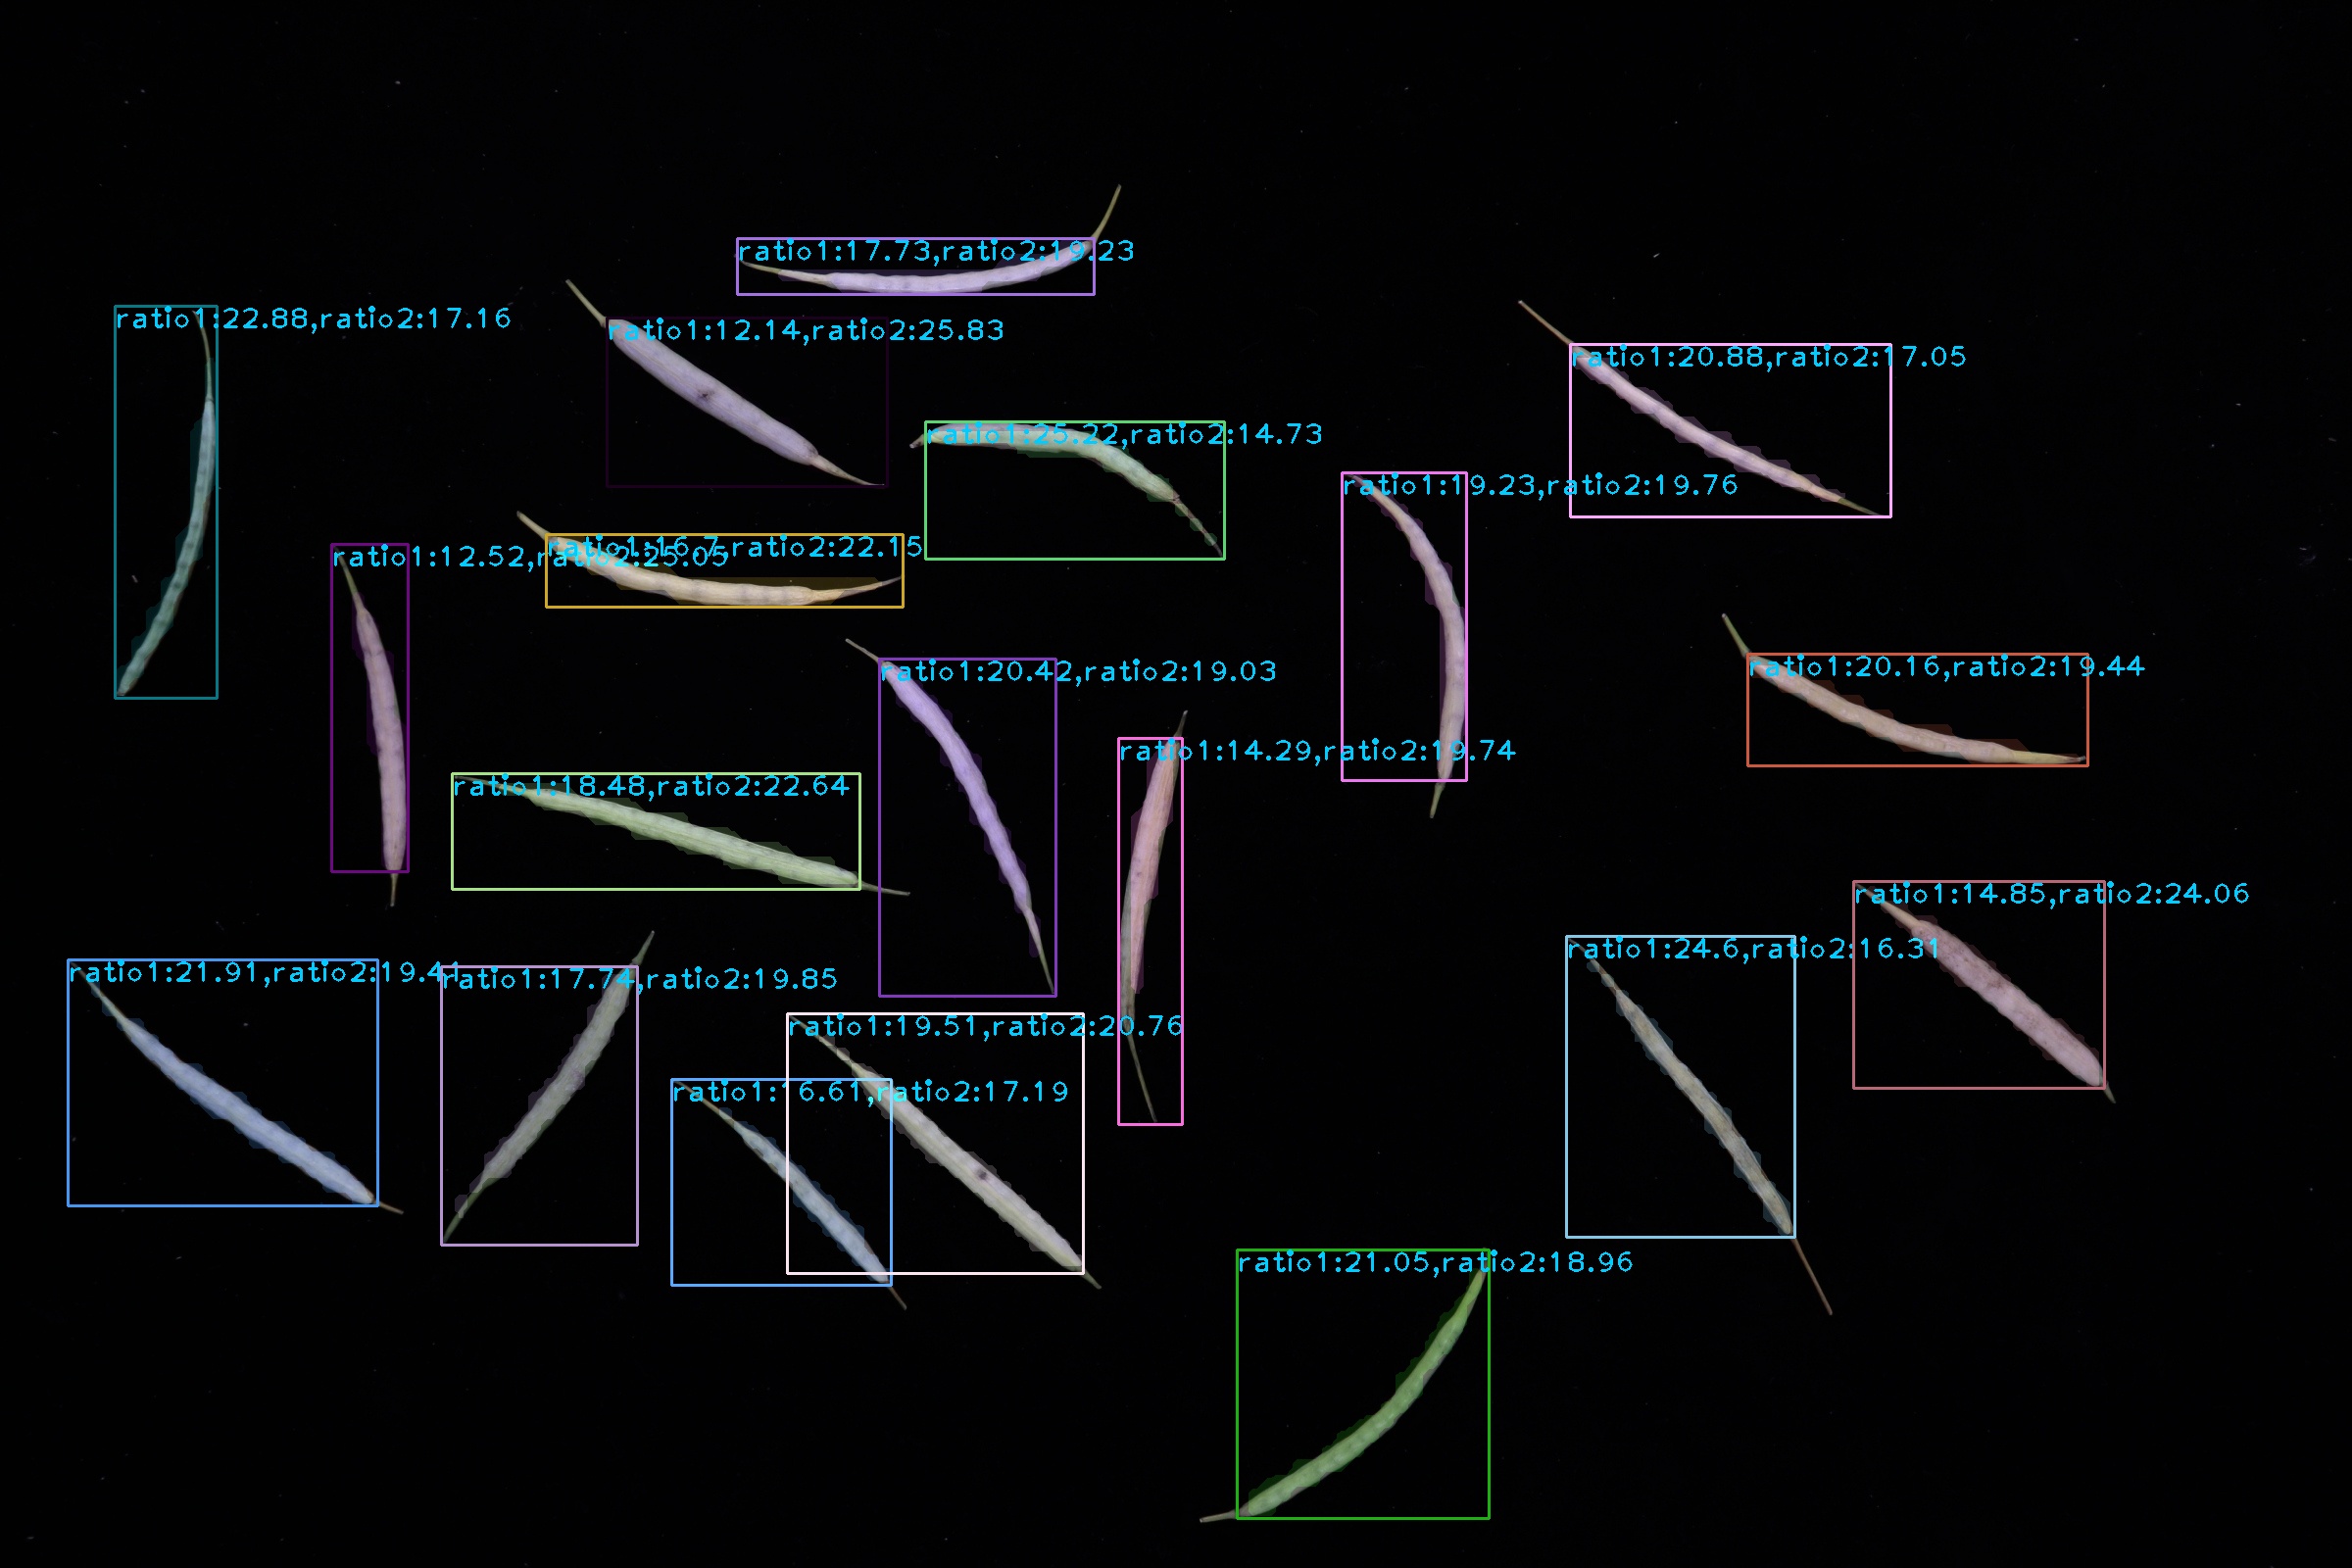 ratio1:17.73,ratio2:19.23
ratio1:22.88,ratio2:17.16
ratio1:12.14,ratio2:25.83
ratio1:20.88,ratio2:17.05
ratio1:25.22,ratio2:14.73
ratio1:19.23,ratio2:19.76
ratio1:16.7,ratio2:22.15
ratio1:12.52,ratio2:25.05
ratio1:20.42,ratio2:19.03
ratio1:20.16,ratio2:19.44
ratio1:14.29,ratio2:19.74
ratio1:18.48,ratio2:22.64
ratio1:14.85,ratio2:24.06
ratio1:24.6,ratio2:16.31
ratio1:21.91,ratio2:19.41
ratio1:17.74,ratio2:19.85
ratio1:19.51,ratio2:20.76
ratio1:16.61,ratio2:17.19
ratio1:21.05,ratio2:18.96